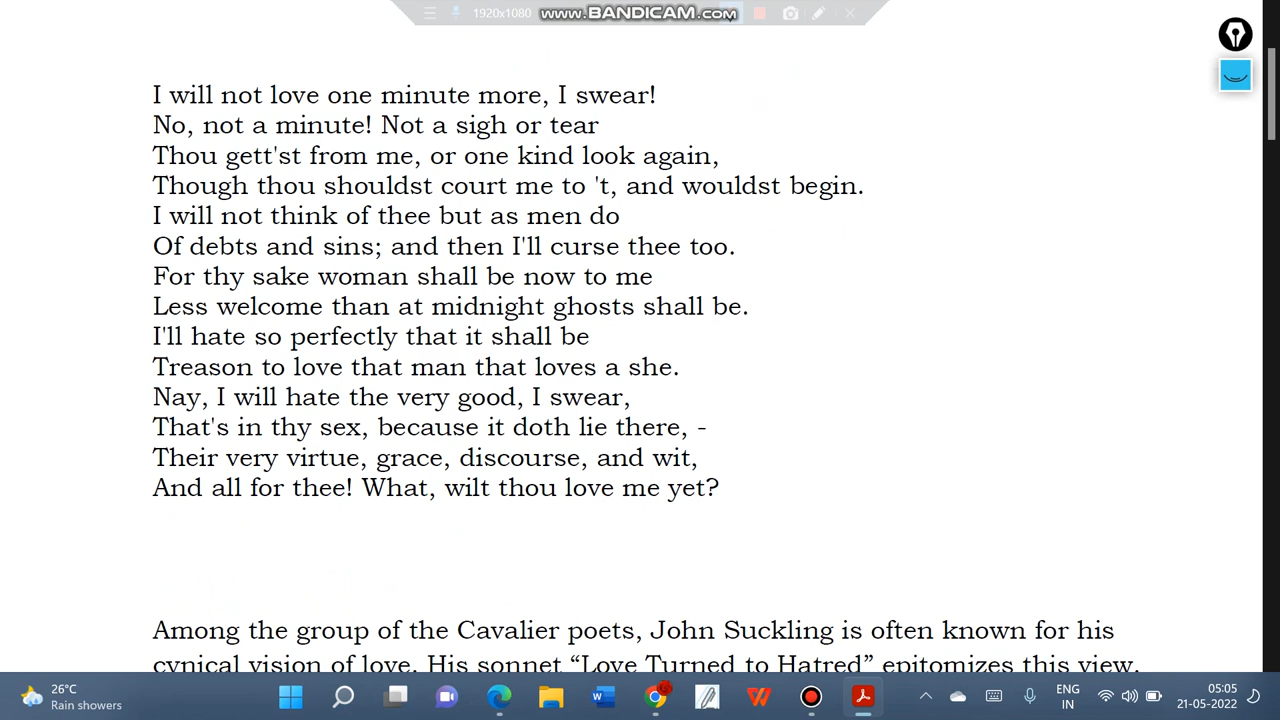 1920x1080 www.BANDICAM.com
I will not love one minute more, I swear!
No, not a minute! Not a sigh or tear
Thou gett'st from me, or one kind look again,
Though thou shouldst court me to 't, and wouldst begin.
I will not think of thee but as men do
Of debts and sins; and then I'll curse thee too.
For thy sake woman shall be now to me
Less welcome than at midnight ghosts shall be.
I'll hate so perfectly that it shall be
Treason to love that man that loves a she.
Nay, I will hate the very good, I swear,
That's in thy sex, because it doth lie there, -
Their very virtue, grace, discourse, and wit,
And all for thee! What, wilt thou love me yet?
Among the group of the Cavalier poets, John Suckling is often known for his
cynical vision of love. His sonnet “Love Turned to Hatred” epitomizes this view.
26°C
Rain showers
ENG
IN
05:05
21-05-2022